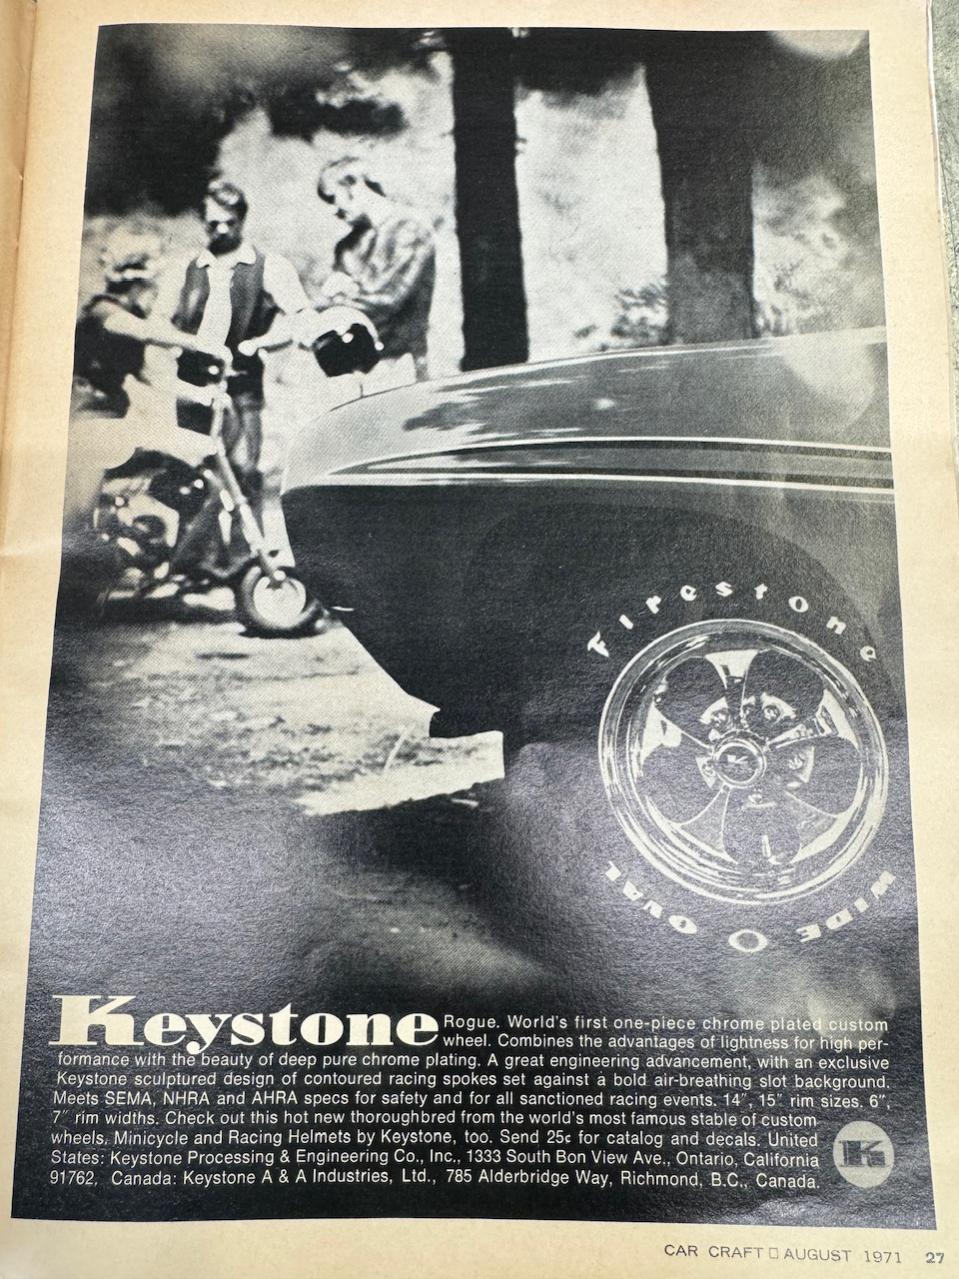 Firestone
WIDE O OVAL
Keystone Rogue. World's first one-piece chrome plated custom
wheel. Combines the advantages of lightness for high per-
formance with the beauty of deep pure chrome plating. A great engineering advancement, with an exclusive
Keystone sculptured design of contoured racing spokes set against a bold air-breathing slot background.
Meets SEMA, NHRA and AHRA specs for safety and for all sanctioned racing events. 14″, 15″ rim sizes. 6″,
7″ rim widths. Check out this hot new thoroughbred from the world's most famous stable of custom
wheels. Minicycle and Racing Helmets by Keystone, too. Send 25¢ for catalog and decals. United
States: Keystone Processing & Engineering Co., Inc., 1333 South Bon View Ave., Ontario, California
91762, Canada: Keystone A & A Industries, Ltd., 785 Alderbridge Way, Richmond, B.C., Canada.
K
CAR CRAFT □ AUGUST 1971 27